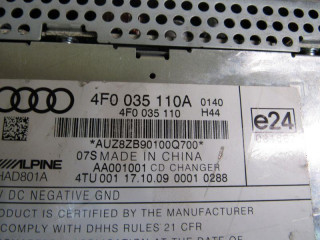 4F0 035 110A 0140
4F0 035 110 H44
e24
*AUZ8ZB90100Q700*
07S MADE IN CHINA
ALPINE AA001001 CD CHANGER
HAD801A 4TU 001 17.10.09 0001 0288
V DC NEGATIVE GND
PRODUCT IS CERTIFIED BY THE MANUFACTURER
COMPLY WITH DHHS RULES 21 CFR